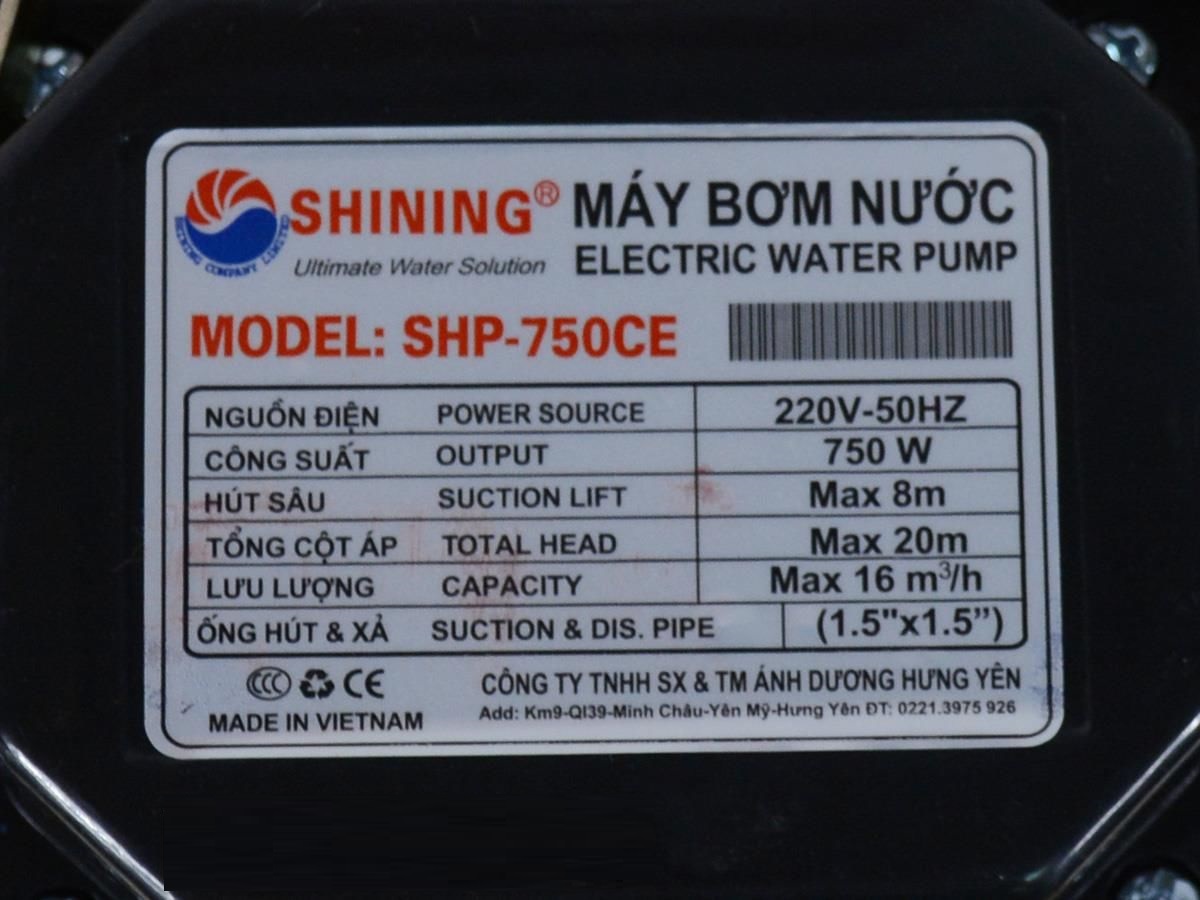 SHINING® MÁY BƠM NƯỚC
SHINING COMPANY LIMITED
Ultimate Water Solution ELECTRIC WATER PUMP
MODEL: SHP-750CE
NGUỒN ĐIỆN POWER SOURCE 220V-50HZ
CÔNG SUẤT OUTPUT 750 W
HÚT SÂU SUCTION LIFT Max 8m
TỔNG CỘT ÁP TOTAL HEAD Max 20m
LƯU LƯỢNG CAPACITY Max 16 m³/h
ỐNG HÚT & XẢ SUCTION & DIS. PIPE (1.5"x1.5”)
CCC CE CÔNG TY TNHH SX & TM ÁNH DƯƠNG HƯNG YÊN
MADE IN VIETNAM Add: Km9-Ql39-Minh Châu-Yên Mỹ-Hưng Yên ĐT: 0221.3975 926